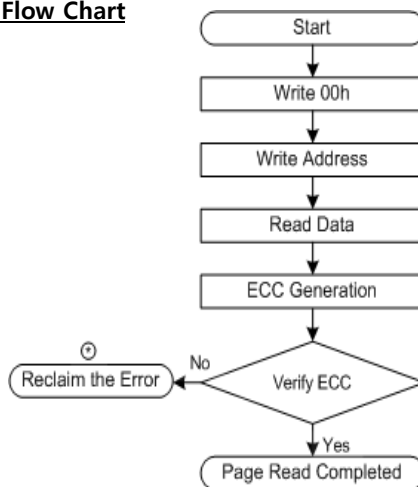 Flow Chart
Start
Write 00h
Write Address
Read Data
ECC Generation
*
No
Reclaim the Error
Verify ECC
Yes
Page Read Completed